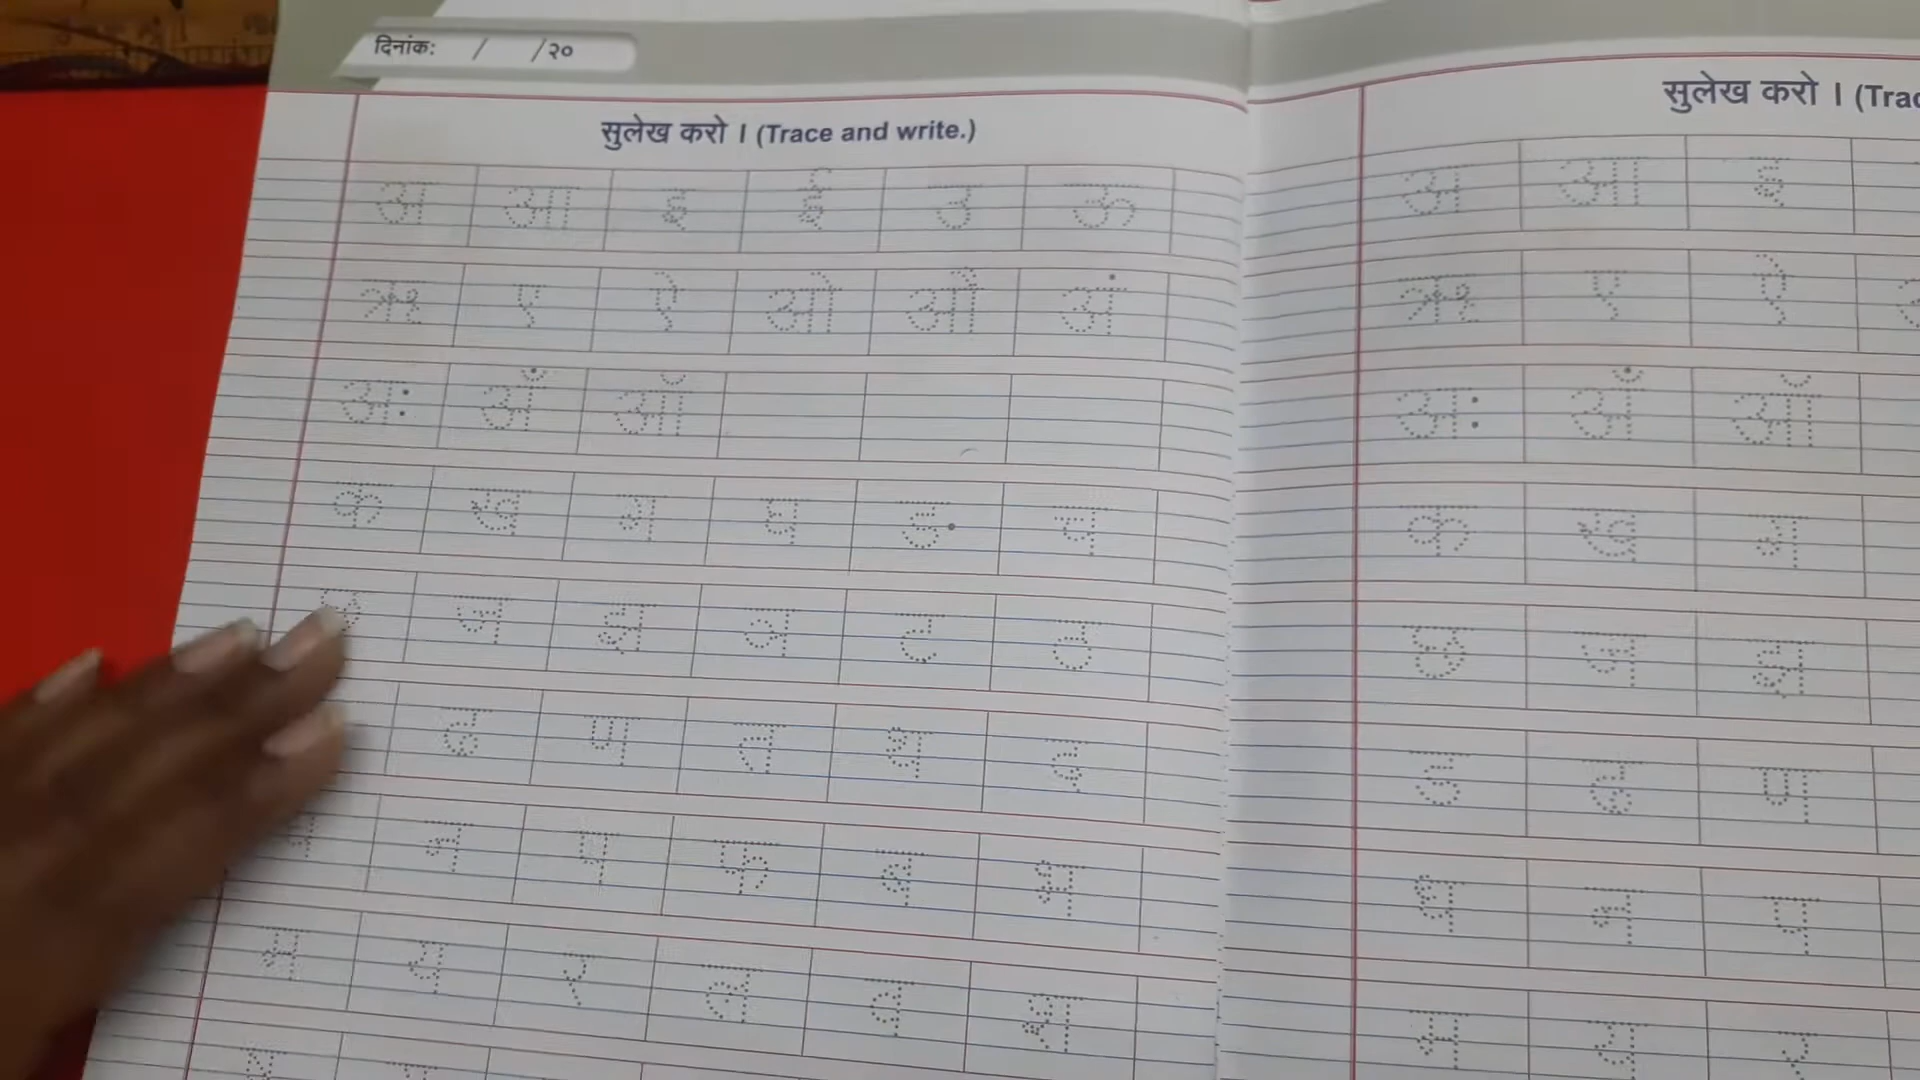 दिनांक: / /२०
सुलेख करो । (Trace and write.)
अ आ इ ई उ ऊ
ऋ ए ऐ ओ औ अं
अः अँ ऑ
क ख ग घ ङ च
छ ज झ ञ ट ठ
ढ ण त थ द
ध न प फ ब भ
म य र ल व श
सुलेख करो । (Trac
अ आ इ
ऋ ए ऐ
अः अँ ऑ
क ख ग
छ ज झ
ड ढ ण
ध न प
म य र